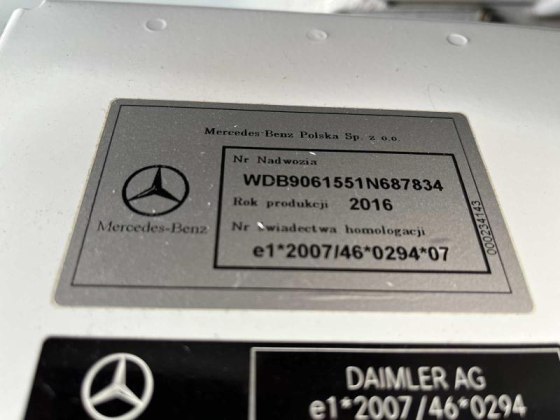 Mercedes-Benz Polska Sp. z o.o.
Nr Nadwozia
WDB9061551N687834
Rok produkcji 2016
Nr świadectwa homologacji
e1*2007/46*0294*07
Mercedes-Benz
000234143
DAIMLER AG
e1*2007/46*0294